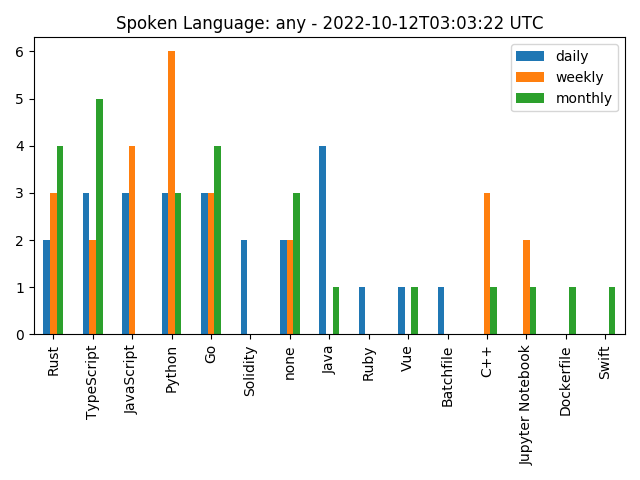 Spoken Language: any - 2022-10-12T03:03:22 UTC
daily
weekly
monthly
6
5
4
3
2
1
0
Rust
TypeScript
JavaScript
Python
Go
Solidity
none
Java
Ruby
Vue
Batchfile
C++
Jupyter Notebook
Dockerfile
Swift